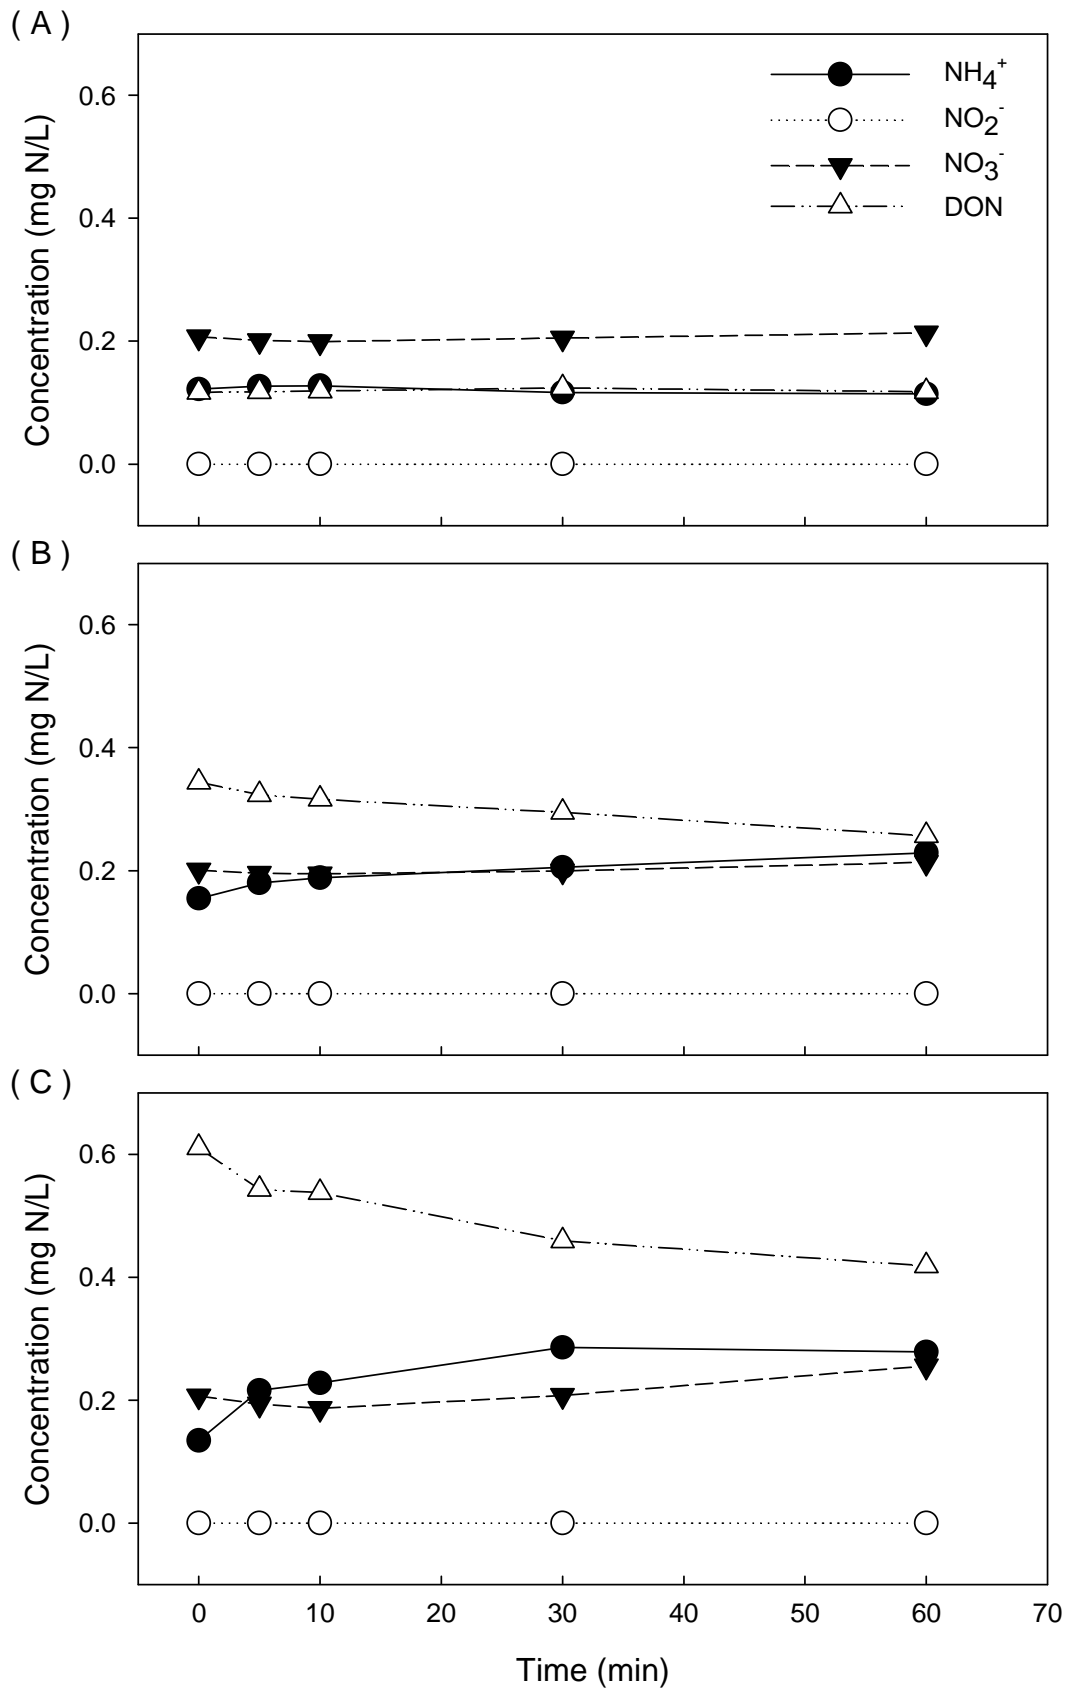 ( A )
Concentration (mg N/L)
0.6
0.4
0.2
0.0
NH₄⁺
NO₂⁻
NO₃⁻
DON
( B )
Concentration (mg N/L)
0.6
0.4
0.2
0.0
( C )
Concentration (mg N/L)
0.6
0.4
0.2
0.0
0 10 20 30 40 50 60 70
Time (min)